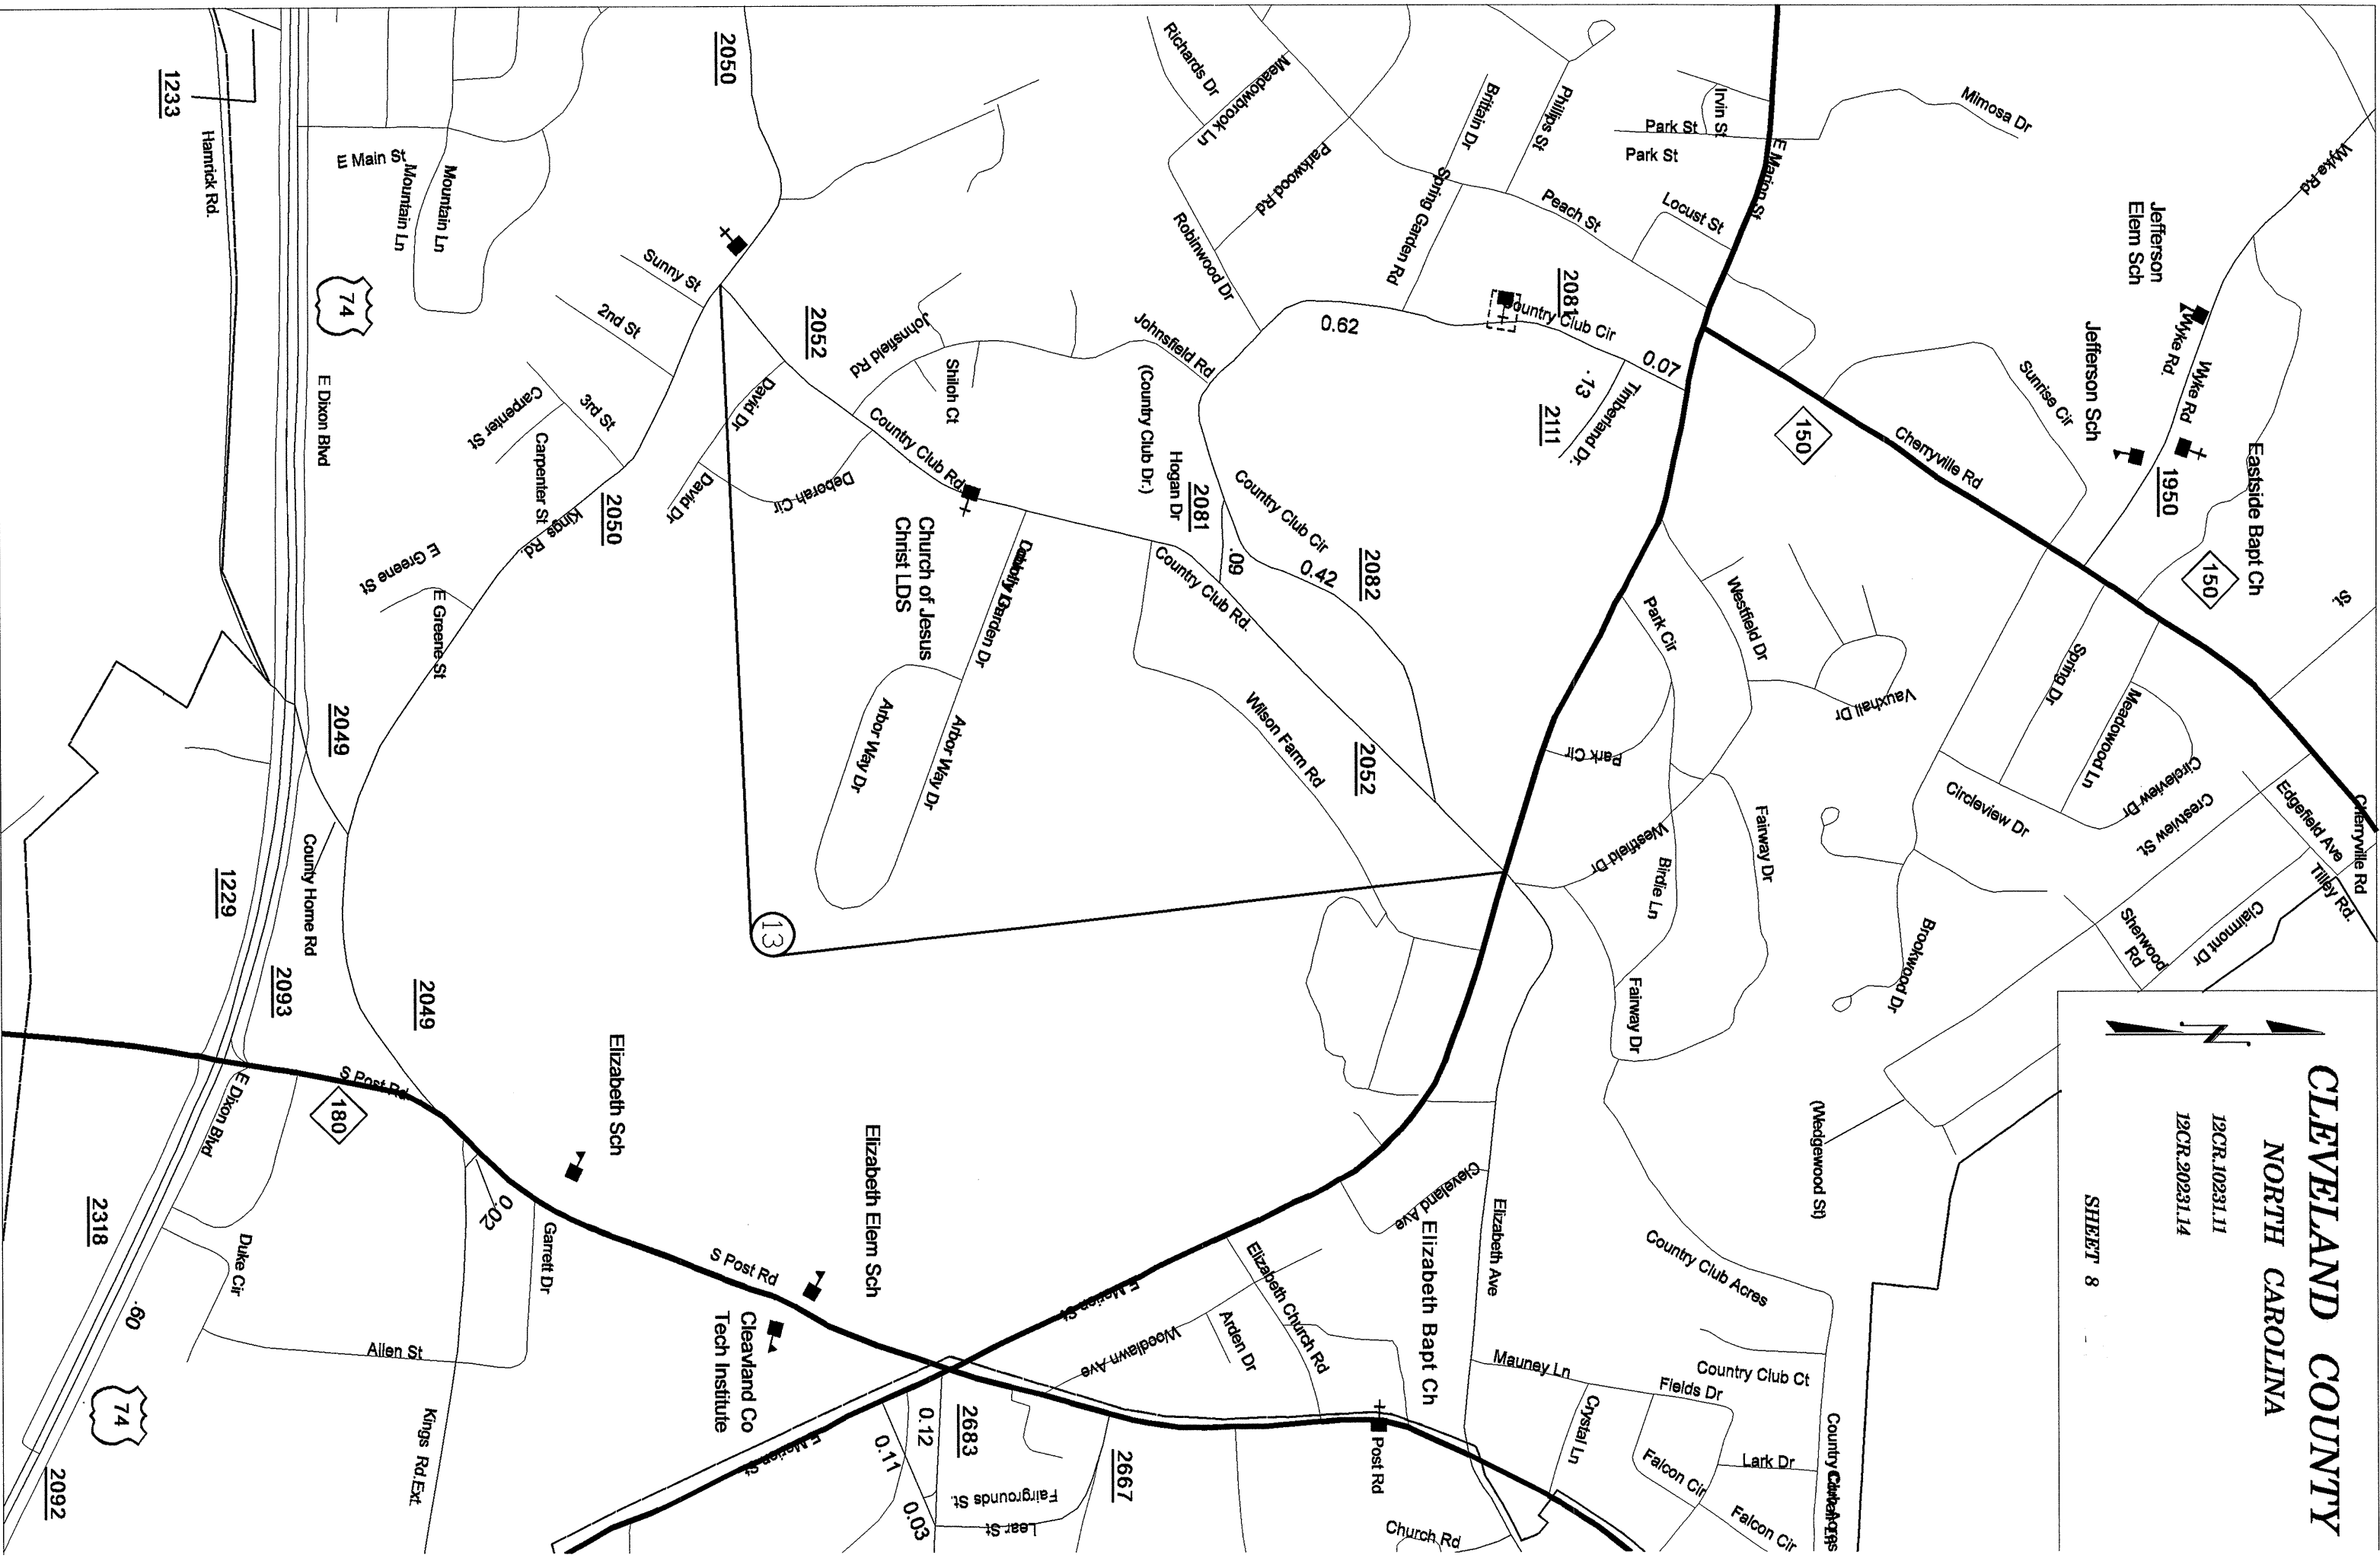 CLEVELAND COUNTY
NORTH CAROLINA
12CR.10231.11
12CR.20231.14
SHEET 8
Wyke Rd
Jefferson
Elem Sch
Wyke Rd.
Wyke Rd
Jefferson Sch
1950
Eastside Bapt Ch
150
St.
Sunrise Cir
Cherryville Rd
150
Mimosa Dr
Irvin St
Park St
Park St
E Marion St
Locust St
Peach St
Phillips St
Brittain Dr
Spring Garden Rd
Richards Dr
Meadowbrook Ln
Parkwood Rd
Robinwood Dr
2081
Country Club Cir
0.62
0.07
.13
Timberland Dr.
2111
Johnsfield Rd
(Country Club Dr.)
Hogan Dr
2081
.09
Country Club Cir
0.42
2082
Country Club Rd.
2052
Wilson Farm Rd
Johnsfield Rd
Shiloh Ct
2052
Country Club Rd
David Dr
David Dr
Deborah Cir
Church of Jesus
Christ LDS
Garden Dr
Arbor Way Dr
Arbor Way Dr
13
2050
Sunny St
2nd St
3rd St
Carpenter St
Carpenter St
2050
Kings Rd.
E Greene St
E Greene St
1233
Hamrick Rd.
E Main St
Mountain Ln
Mountain Ln
74
E Dixon Blvd
2049
County Home Rd
1229
2093
2049
S Post Rd
180
E Dixon Blvd
2318
Duke Cir
.60
74
2092
Allen St
Kings Rd.Ext.
0.02
Garrett Dr
Elizabeth Sch
Elizabeth Elem Sch
S Post Rd
Cleavland Co
Tech Institute
E Marion St
E Marion St
0.12
0.11
0.03
2683
2667
Fairgrounds St.
Lear St
Woodlawn Ave
Arden Dr
Elizabeth Church Rd
Elizabeth Bapt Ch
Post Rd
Church Rd
Cleveland Ave
Elizabeth Ave
Mauney Ln
Crystal Ln
Fields Dr
Country Club Ct
Lark Dr
Falcon Cir
Falcon Cir
Country Club Acres
Country Club Acres
(Wedgewood St)
Westfield Dr
Park Cir
Park Cir
Vauxhall Dr
Westfield Dr
Birdie Ln
Fairway Dr
Fairway Dr
Brookwood Dr
Spring Dr
Meadowood Ln
Circleview Dr
Circleview Dr
Crestview St.
Edgefield Ave
Cherryville Rd
Tilley Rd.
Clairmont Dr
Sherwood
Rd